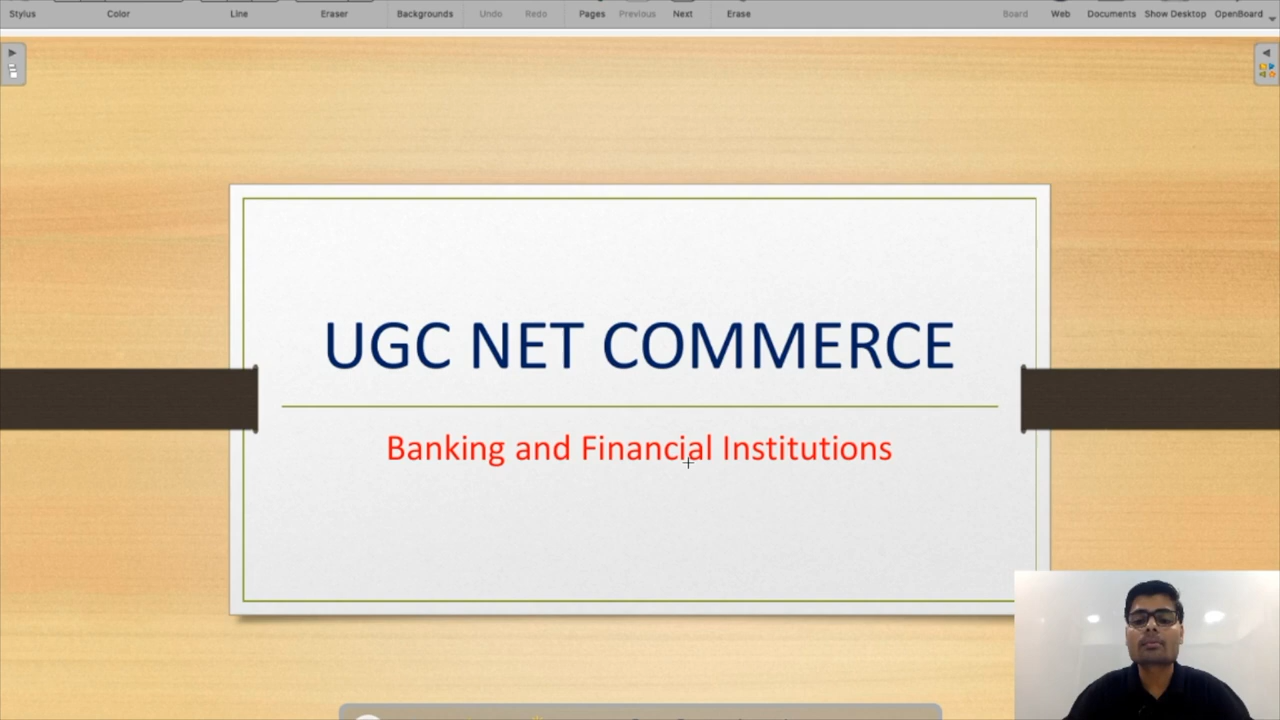 Stylus Color Line Eraser Backgrounds Undo Redo Pages Previous Next Erase Board Web Documents Show Desktop OpenBoard
UGC NET COMMERCE
Banking and Financial Institutions